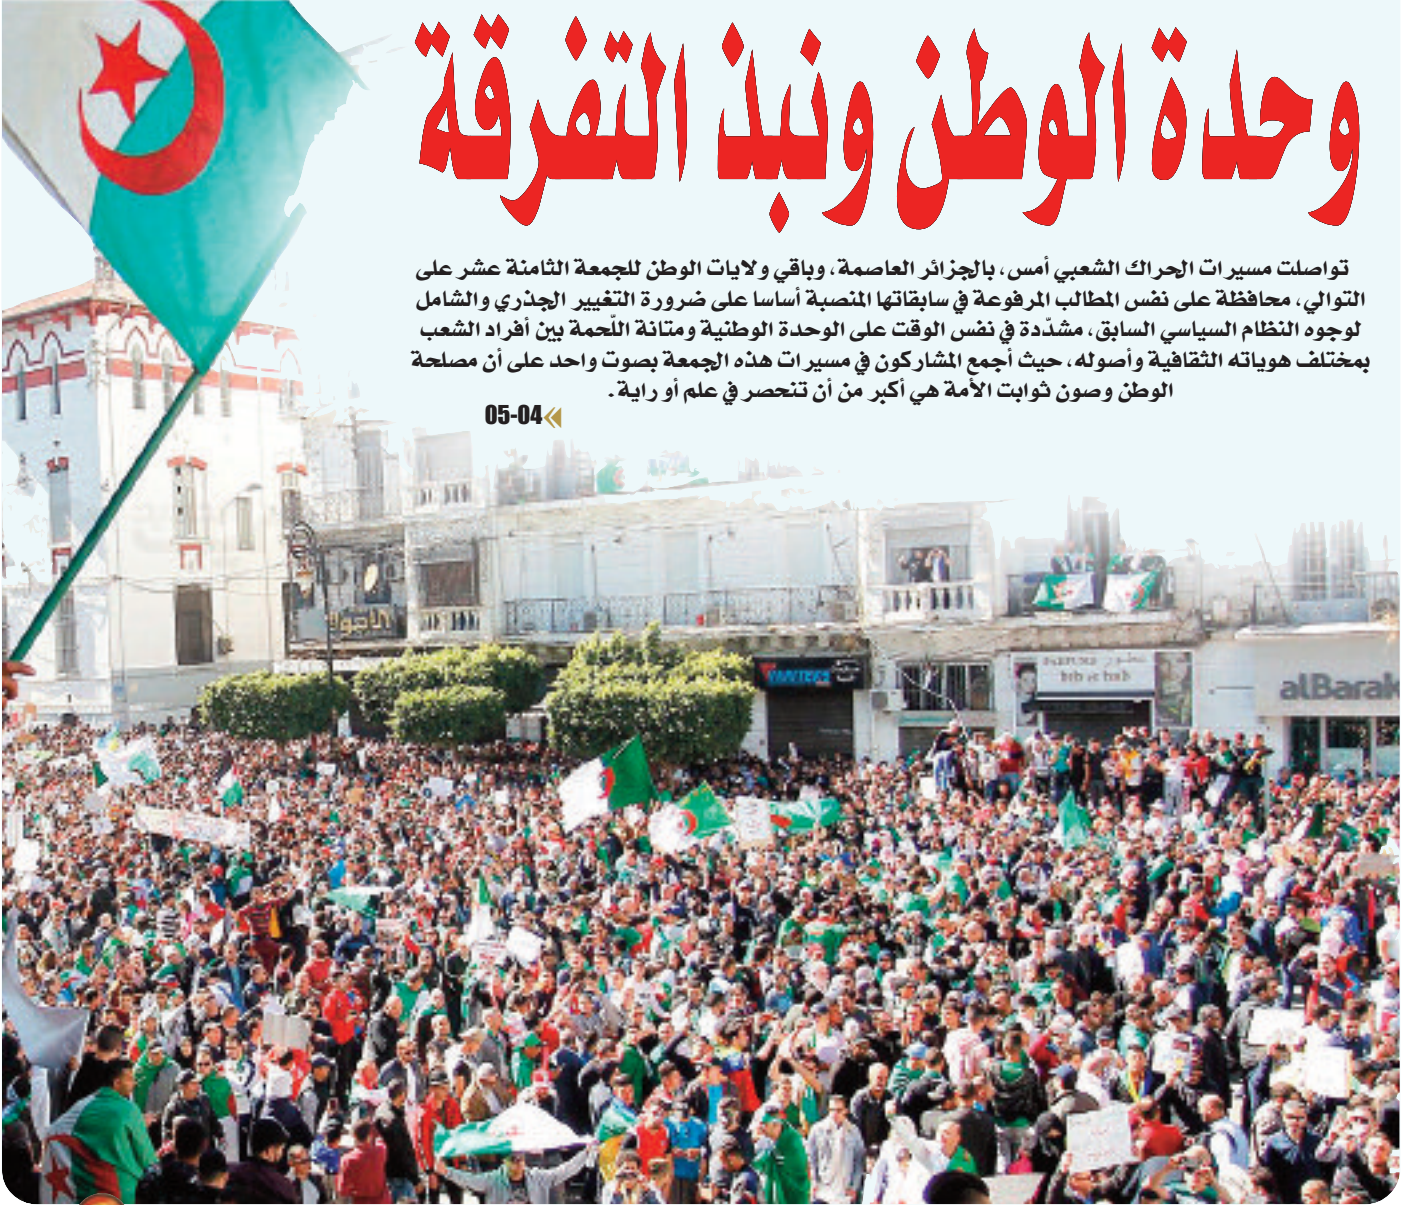 وحدة الوطن ونبذ التفرقة
تواصلت مسيرات الحراك الشعبي أمس، بالجزائر العاصمة، وباقي ولايات الوطن للجمعة الثامنة عشر على
التوالي، محافظة على نفس المطالب المرفوعة في سابقاتها المنصبة أساسا على ضرورة التغيير الجذري والشامل
لوجوه النظام السياسي السابق، مشدّدة في نفس الوقت على الوحدة الوطنية ومتانة اللّحمة بين أفراد الشعب
بمختلف هوياته الثقافية وأصوله، حيث أجمع المشاركون في مسيرات هذه الجمعة بصوت واحد على أن مصلحة
الوطن وصون ثوابت الأمة هي أكبر من أن تنحصر في علم أو راية.
05-04
alBarak